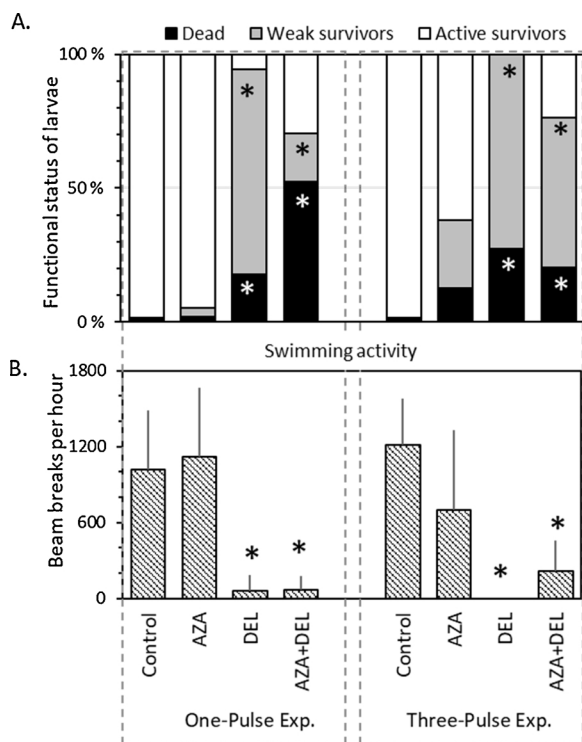 A.
Dead Weak survivors Active survivors
Functional status of larvae
100 %
50 %
0 %
* * * *
* * * *
Swimming activity
B.
Beam breaks per hour
1800
1200
600
0
* * * *
Control AZA DEL AZA+DEL Control AZA DEL AZA+DEL
One-Pulse Exp. Three-Pulse Exp.